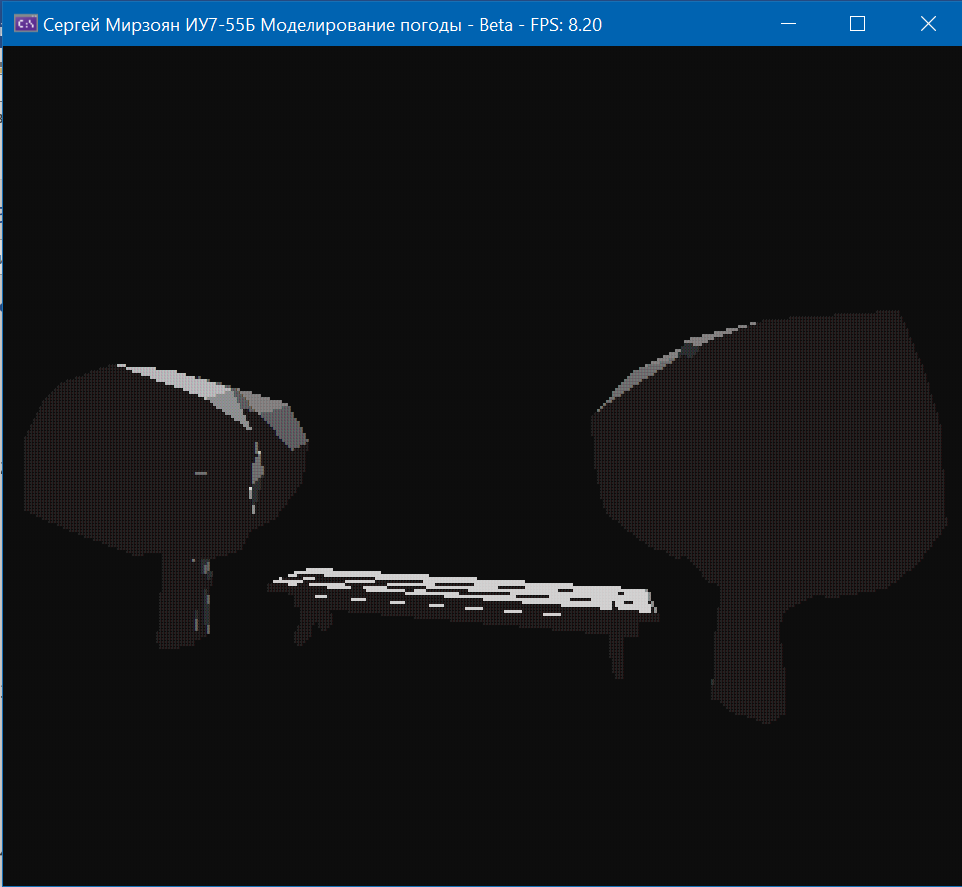 Сергей Мирзоян ИУ7-55Б Моделирование погоды - Beta - FPS: 8.20